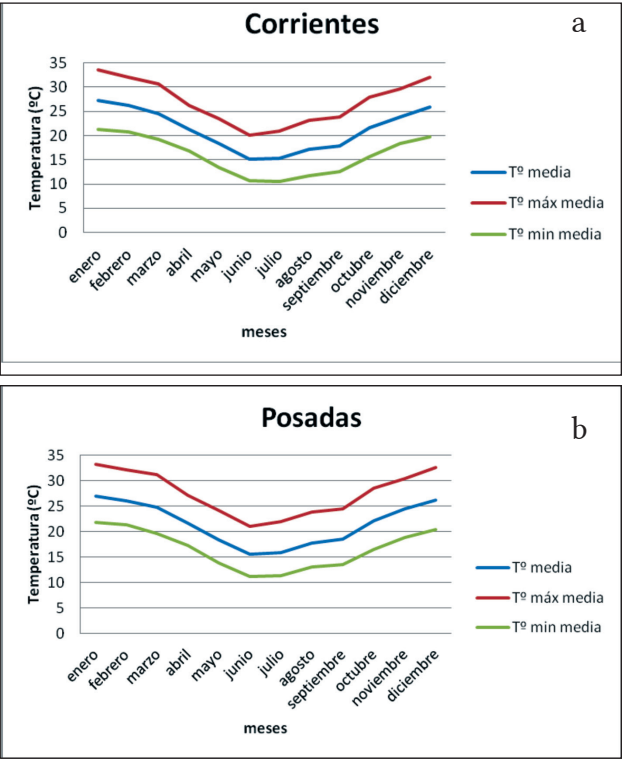 Corrientes
a
35
30
25
20
15
10
5
0
Temperatura (ºC)
enero
febrero
marzo
abril
mayo
junio
julio
agosto
septiembre
octubre
noviembre
diciembre
meses
Tº media
Tº máx media
Tº min media
Posadas
b
35
30
25
20
15
10
5
0
Temperatura (ºC)
enero
febrero
marzo
abril
mayo
junio
julio
agosto
septiembre
octubre
noviembre
diciembre
meses
Tº media
Tº máx media
Tº min media